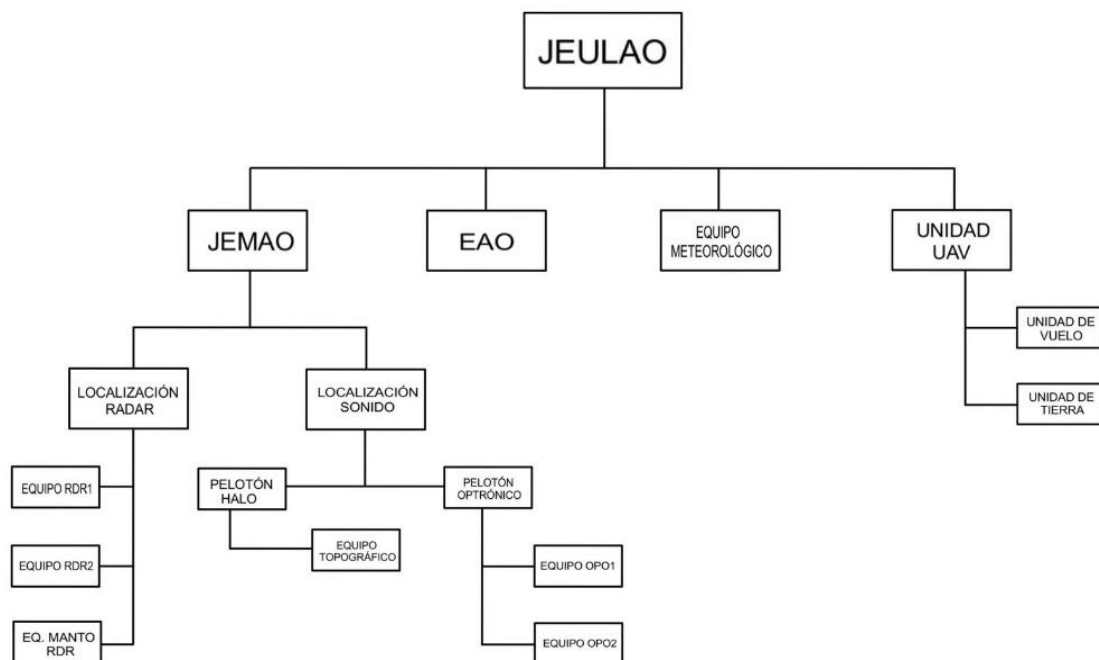 JEULAO
JEMAO
EAO
EQUIPO
METEOROLÓGICO
UNIDAD
UAV
UNIDAD DE
VUELO
UNIDAD DE
TIERRA
LOCALIZACIÓN
RADAR
LOCALIZACIÓN
SONIDO
EQUIPO RDR1
EQUIPO RDR2
EQ. MANTO
RDR
PELOTÓN
HALO
EQUIPO
TOPOGRÁFICO
PELOTÓN
OPTRÓNICO
EQUIPO OPO1
EQUIPO OPO2